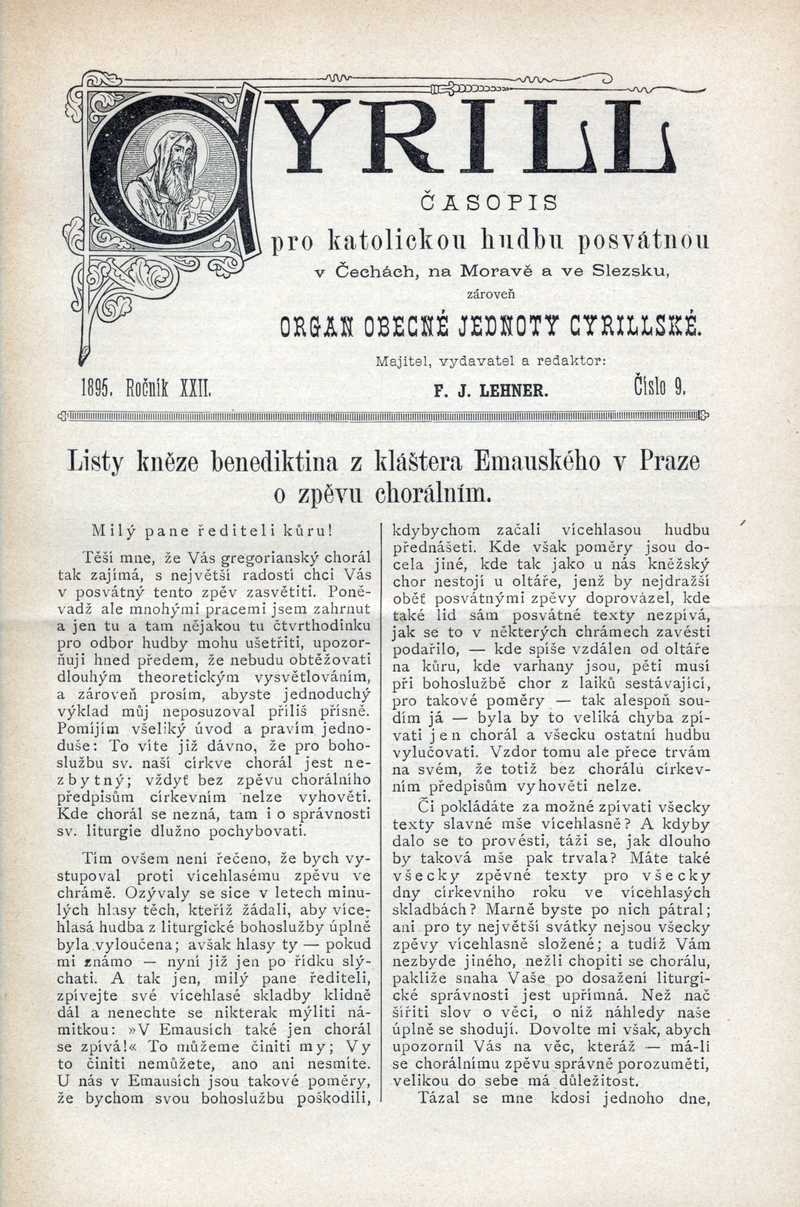 CYRILL
ČASOPIS
pro katolickou hudbu posvátnou
v Čechách, na Moravě a ve Slezsku,
zároveň
ORGAN OBECNÉ JEDNOTY CYRILLSKÉ.
Majitel, vydavatel a redaktor:
1895. Ročník XXII.
F. J. LEHNER.
Číslo 9.
Listy kněze benediktina z kláštera Emauského v Praze
o zpěvu chorálním.
Milý pane řediteli kůru!
Těší mne, že Vás gregorianský chorál
tak zajímá, s největší radostí chci Vás
v posvátný tento zpěv zasvětiti. Poně-
vadž ale mnohými pracemi jsem zahrnut
a jen tu a tam nějakou tu čtvrthodinku
pro odbor hudby mohu ušetřiti, upozor-
ňuji hned předem, že nebudu obtěžovati
dlouhým theoretickým vysvětlováním,
a zároveň prosím, abyste jednoduchý
výklad můj neposuzoval příliš přísně.
Pomíjím všeliký úvod a pravím jedno-
duše: To víte již dávno, že pro boho-
službu sv. naší církve chorál jest ne-
zbytný; vždyť bez zpěvu chorálního
předpisům církevním nelze vyhověti.
Kde chorál se nezná, tam i o správnosti
sv. liturgie dlužno pochybovati.
Tím ovšem není řečeno, že bych vy-
stupoval proti vícehlasému zpěvu ve
chrámě. Ozývaly se sice v letech minu-
lých hlasy těch, kteříž žádali, aby více-
hlasá hudba z liturgické bohoslužby úplně
byla vyloučena; avšak hlasy ty — pokud
mi známo — nyní již jen po řídku slý-
chati. A tak jen, milý pane řediteli,
zpívejte své vícehlasé skladby klidně
dál a nenechte se nikterak mýliti ná-
mitkou: »V Emausích také jen chorál
se zpívá!« To můžeme činiti my; Vy
to činiti nemůžete, ano ani nesmíte.
U nás v Emausích jsou takové poměry,
že bychom svou bohoslužbu poškodili,
kdybychom začali vícehlasou hudbu
přednášeti. Kde však poměry jsou do-
cela jiné, kde tak jako u nás kněžský
chor nestojí u oltáře, jenž by nejdražší
oběť posvátnými zpěvy doprovázel, kde
také lid sám posvátné texty nezpívá,
jak se to v některých chrámech zavésti
podařilo, — kde spíše vzdálen od oltáře
na kůru, kde varhany jsou, pěti musí
při bohoslužbě chor z laiků sestávající,
pro takové poměry — tak alespoň sou-
dím já — byla by to veliká chyba zpí-
vati jen chorál a všecku ostatní hudbu
vylučovati. Vzdor tomu ale přece trvám
na svém, že totiž bez chorálu církev-
ním předpisům vyhověti nelze.
Či pokládáte za možné zpívati všecky
texty slavné mše vícehlasně? A kdyby
dalo se to provésti, táži se, jak dlouho
by taková mše pak trvala? Máte také
všecky zpěvné texty pro všecky
dny církevního roku ve vícehlasých
skladbách? Marně byste po nich pátral;
ani pro ty největší svátky nejsou všecky
zpěvy vícehlasně složené; a tudíž Vám
nezbyde jiného, nežli chopiti se chorálu,
pakliže snaha Vaše po dosažení liturgi-
cké správnosti jest upřímná. Než nač
šířiti slov o věci, o níž náhledy naše
úplně se shodují. Dovolte mi však, abych
upozornil Vás na věc, kteráž — má-li
se chorálnímu zpěvu správně porozuměti,
velikou do sebe má důležitost.
Tázal se mne kdosi jednoho dne,